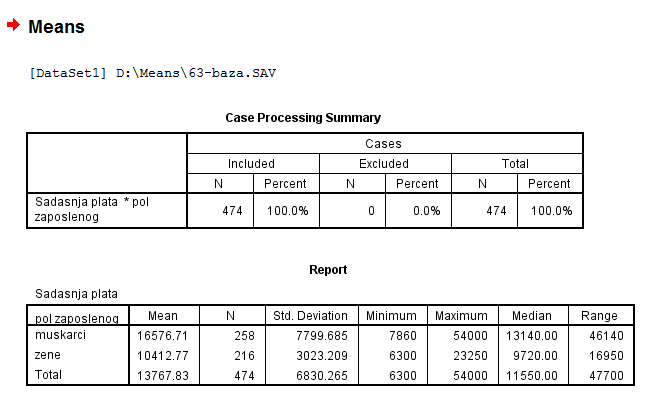 Means
[DataSet1] D:\Means\63-baza.SAV
Case Processing Summary
Cases
Included Excluded Total
N Percent N Percent N Percent
Sadasnja plata * pol
zaposlenog
474 100.0% 0 0.0% 474 100.0%
Report
Sadasnja plata
pol zaposlenog Mean N Std. Deviation Minimum Maximum Median Range
muskarci 16576.71 258 7799.685 7860 54000 13140.00 46140
zene 10412.77 216 3023.209 6300 23250 9720.00 16950
Total 13767.83 474 6830.265 6300 54000 11550.00 47700